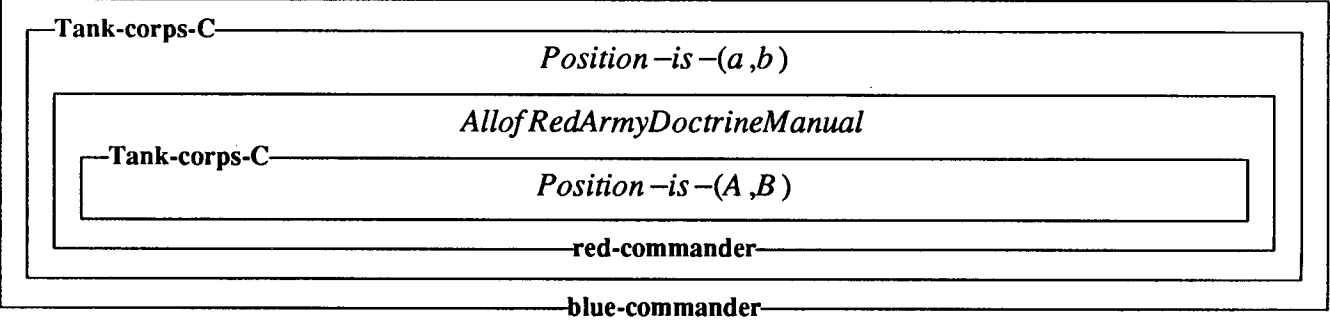 Tank-corps-C
Position–is–(a,b)
AllofRedArmyDoctrineManual
Tank-corps-C
Position–is–(A,B)
red-commander
blue-commander